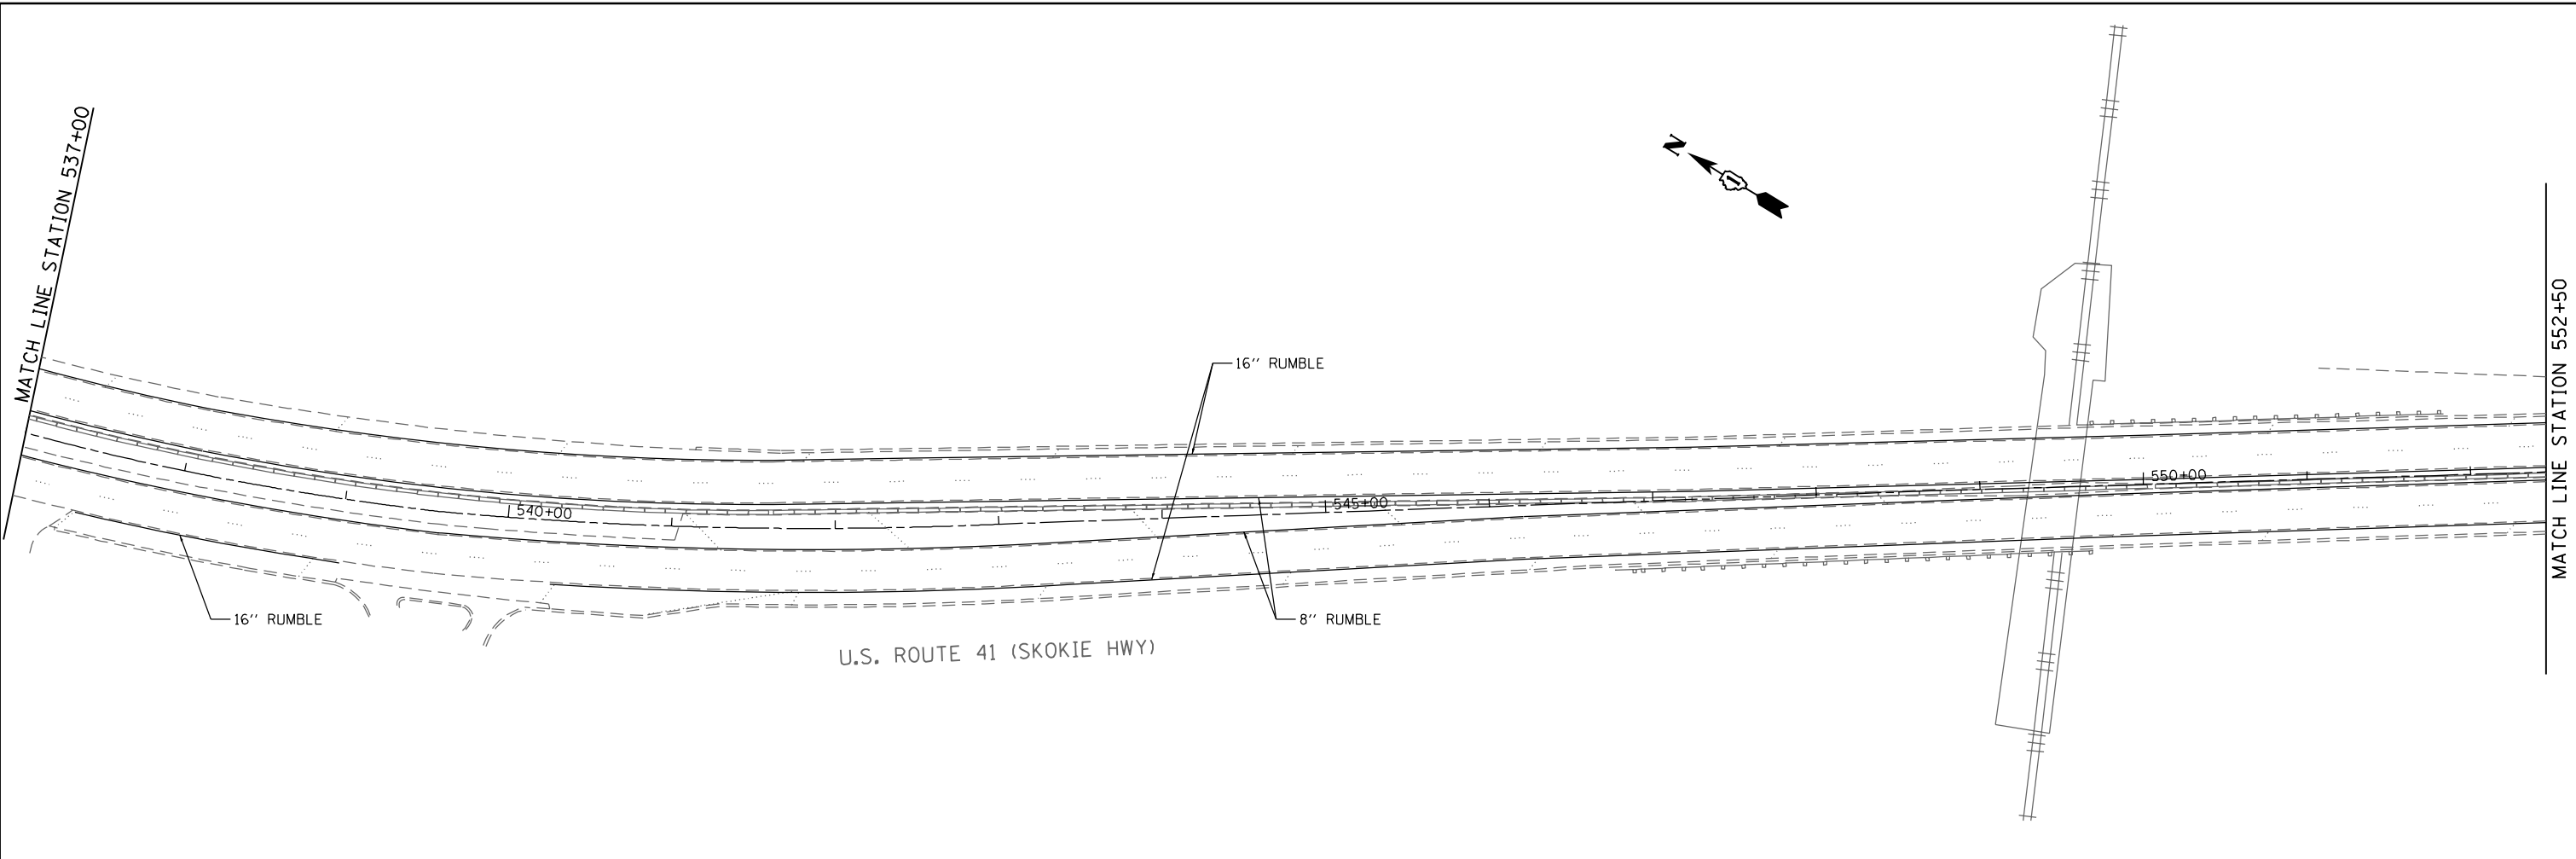 MATCH LINE STATION 537+00
N
1
16'' RUMBLE
MATCH LINE STATION 552+50
550+00
545+00
540+00
16'' RUMBLE
8'' RUMBLE
U.S. ROUTE 41 (SKOKIE HWY)